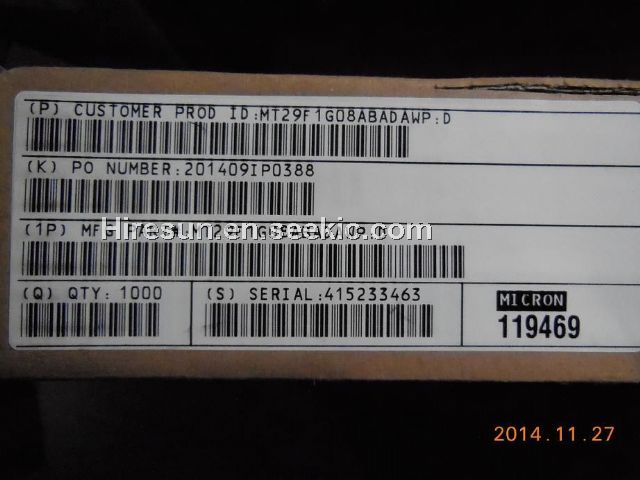 (P) CUSTOMER PROD ID:MT29F1G08ABADAWP:D
(K) PO NUMBER:201409IP0388
(1P)
Hiresun.en.seekic.com
(Q) QTY: 1000
(S) SERIAL:415233463
MICRON
119469
2014.11.27